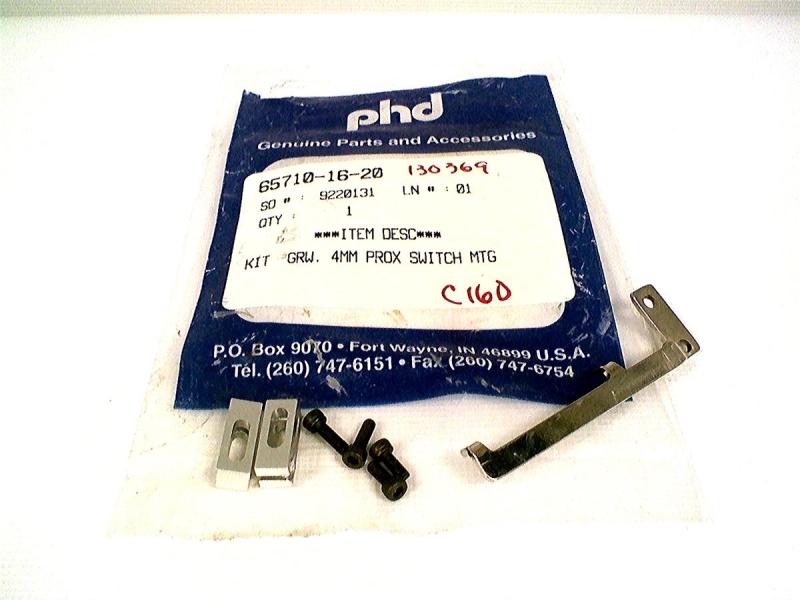 phd
Genuine Parts and Accessories
65710-16-20 130369
SO # : 9220131 LN # : 01
QTY : 1
***ITEM DESC***
KIT GRW. 4MM PROX SWITCH MTG
C160
P.O. Box 9070 • Fort Wayne, IN 46899 U.S.A.
Tel. (260) 747-6151 • Fax (260) 747-6754